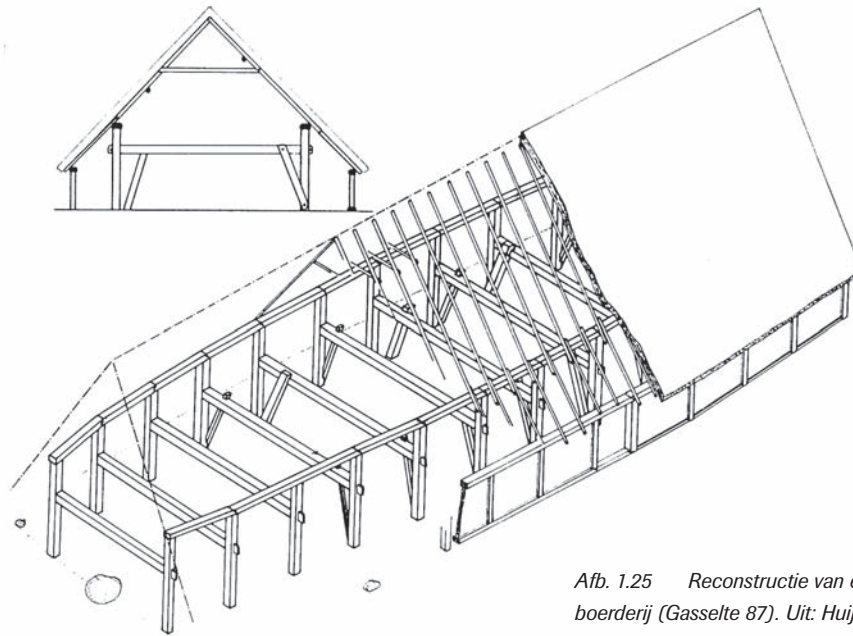 Afb. 1.25 Reconstructie van
boerderij (Gasselte 87). Uit: